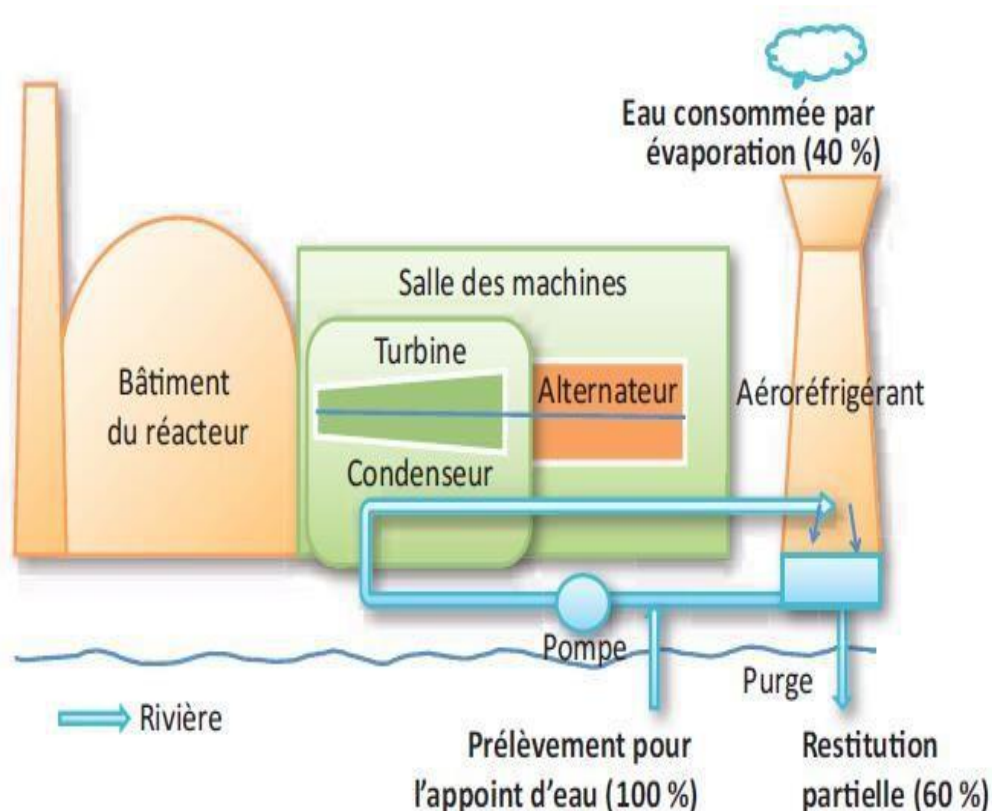 Eau consommée par
évaporation (40 %)
Salle des machines
Turbine
Alternateur
Aéroréfrigérant
Bâtiment
du réacteur
Condenseur
Pompe
Purge
Rivière
Prélèvement pour
l'appoint d'eau (100 %)
Restitution
partielle (60 %)